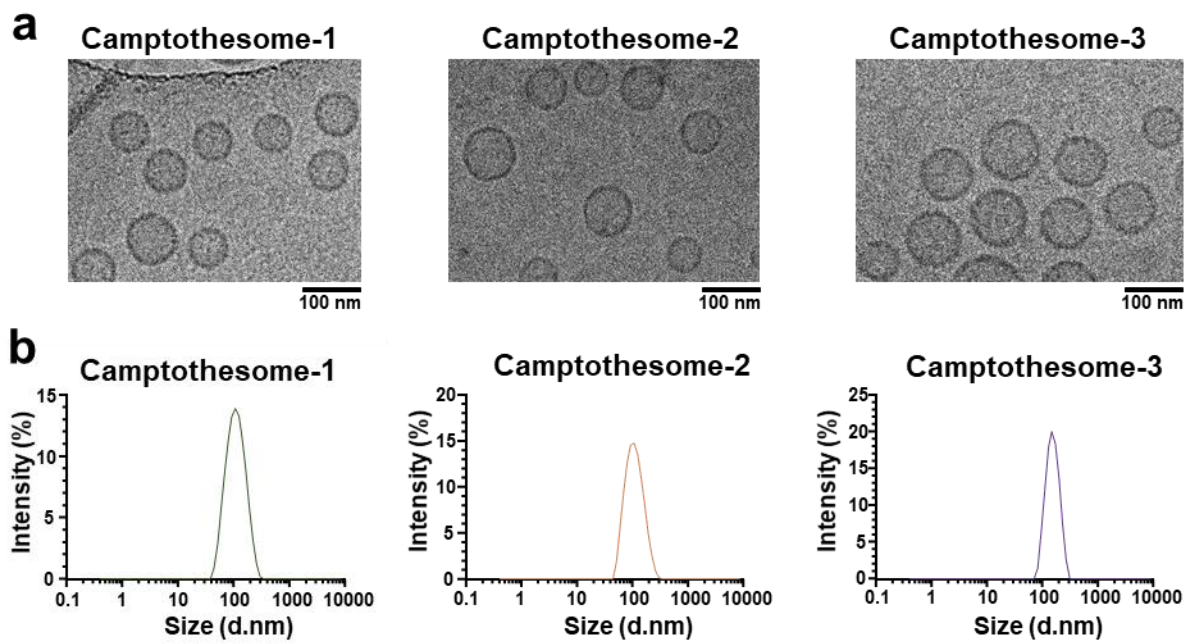 a
Camptothesome-1 Camptothesome-2 Camptothesome-3
100 nm 100 nm 100 nm
b
Camptothesome-1 Camptothesome-2 Camptothesome-3
Intensity (%)
15
10
5
0
0.1 1 10 100 1000 10000
Size (d.nm)
Intensity (%)
20
15
10
5
0
0.1 1 10 100 1000 10000
Size (d.nm)
Intensity (%)
25
20
15
10
5
0
0.1 1 10 100 1000 10000
Size (d.nm)